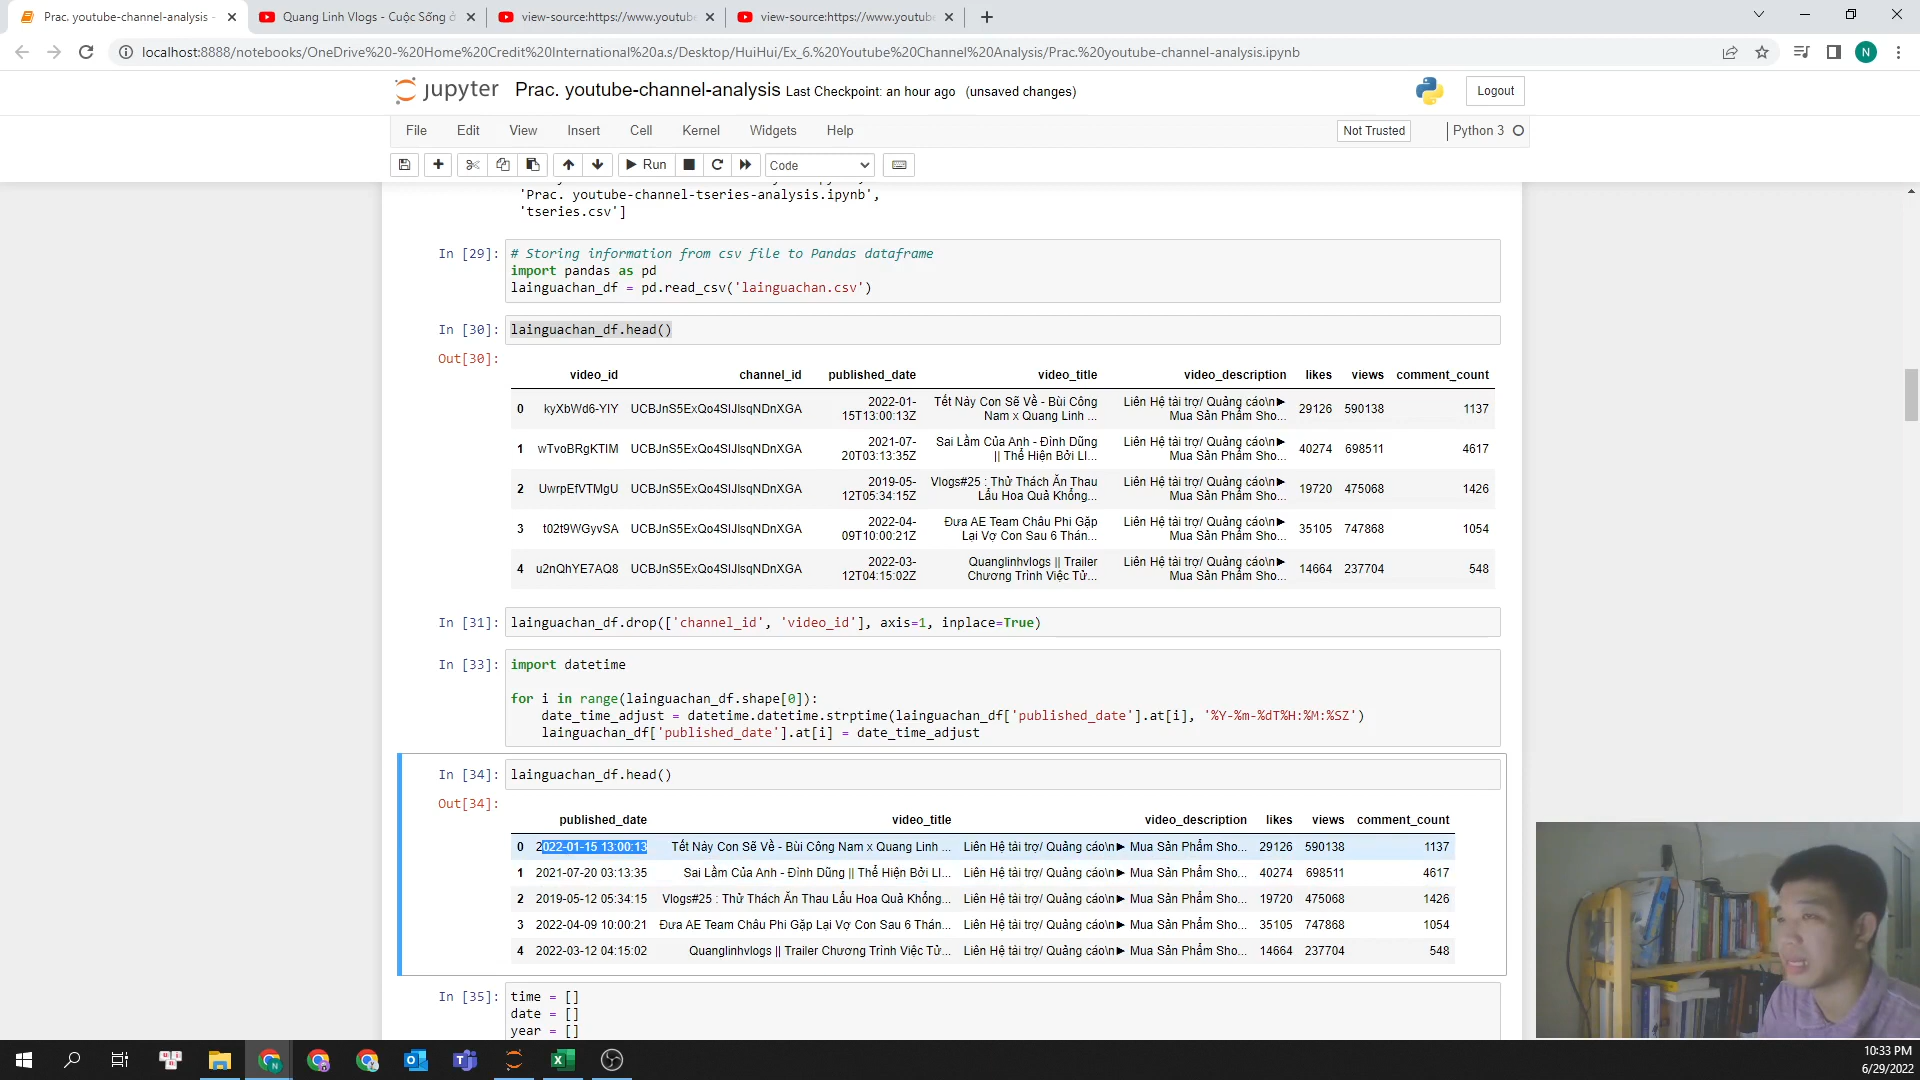 Prac. youtube-channel-analysis -
Quang Linh Vlogs - Cuộc Sống ở
view-source:https://www.youtube
view-source:https://www.youtube
localhost:8888/notebooks/OneDrive%20-%20Home%20Credit%20International%20a.s/Desktop/HuiHui/Ex_6.%20Youtube%20Channel%20Analysis/Prac.%20youtube-channel-analysis.ipynb
N
jupyter Prac. youtube-channel-analysis Last Checkpoint: an hour ago (unsaved changes)
Logout
File Edit View Insert Cell Kernel Widgets Help
Not Trusted
Python 3
Run
Code
'Prac. youtube-channel-tseries-analysis.ipynb',
'tseries.csv']
In [29]: # Storing information from csv file to Pandas dataframe
import pandas as pd
lainguachan_df = pd.read_csv('lainguachan.csv')
In [30]: lainguachan_df.head()
Out[30]:
video_id channel_id published_date video_title video_description likes views comment_count
0 kyXbWd6-YIY UCBJnS5ExQo4SIJIsqNDnXGA 2022-01-15T13:00:13Z Tết Này Con Sẽ Về - Bùi Công Nam x Quang Linh ... Liên Hệ tài trợ/ Quảng cáo\n► Mua Sản Phẩm Sho... 29126 590138 1137
1 wTvoBRgKTIM UCBJnS5ExQo4SIJIsqNDnXGA 2021-07-20T03:13:35Z Sai Lầm Của Anh - Đình Dũng || Thể Hiện Bởi LI... Liên Hệ tài trợ/ Quảng cáo\n► Mua Sản Phẩm Sho... 40274 698511 4617
2 UwrpEfVTMgU UCBJnS5ExQo4SIJIsqNDnXGA 2019-05-12T05:34:15Z Vlogs#25 : Thử Thách Ăn Thau Lẩu Hoa Quả Khổng... Liên Hệ tài trợ/ Quảng cáo\n► Mua Sản Phẩm Sho... 19720 475068 1426
3 t02t9WGyvSA UCBJnS5ExQo4SIJIsqNDnXGA 2022-04-09T10:00:21Z Đưa AE Team Châu Phi Gặp Lại Vợ Con Sau 6 Thán... Liên Hệ tài trợ/ Quảng cáo\n► Mua Sản Phẩm Sho... 35105 747868 1054
4 u2nQhYE7AQ8 UCBJnS5ExQo4SIJIsqNDnXGA 2022-03-12T04:15:02Z Quanglinhvlogs || Trailer Chương Trình Việc Tử... Liên Hệ tài trợ/ Quảng cáo\n► Mua Sản Phẩm Sho... 14664 237704 548
In [31]: lainguachan_df.drop(['channel_id', 'video_id'], axis=1, inplace=True)
In [33]: import datetime
for i in range(lainguachan_df.shape[0]):
date_time_adjust = datetime.datetime.strptime(lainguachan_df['published_date'].at[i], '%Y-%m-%dT%H:%M:%SZ')
lainguachan_df['published_date'].at[i] = date_time_adjust
In [34]: lainguachan_df.head()
Out[34]:
published_date video_title video_description likes views comment_count
0 2022-01-15 13:00:13 Tết Này Con Sẽ Về - Bùi Công Nam x Quang Linh ... Liên Hệ tài trợ/ Quảng cáo\n► Mua Sản Phẩm Sho... 29126 590138 1137
1 2021-07-20 03:13:35 Sai Lầm Của Anh - Đình Dũng || Thể Hiện Bởi LI... Liên Hệ tài trợ/ Quảng cáo\n► Mua Sản Phẩm Sho... 40274 698511 4617
2 2019-05-12 05:34:15 Vlogs#25 : Thử Thách Ăn Thau Lẩu Hoa Quả Khổng... Liên Hệ tài trợ/ Quảng cáo\n► Mua Sản Phẩm Sho... 19720 475068 1426
3 2022-04-09 10:00:21 Đưa AE Team Châu Phi Gặp Lại Vợ Con Sau 6 Thán... Liên Hệ tài trợ/ Quảng cáo\n► Mua Sản Phẩm Sho... 35105 747868 1054
4 2022-03-12 04:15:02 Quanglinhvlogs || Trailer Chương Trình Việc Tử... Liên Hệ tài trợ/ Quảng cáo\n► Mua Sản Phẩm Sho... 14664 237704 548
In [35]: time = []
date = []
year = []
10:33 PM
6/29/2022